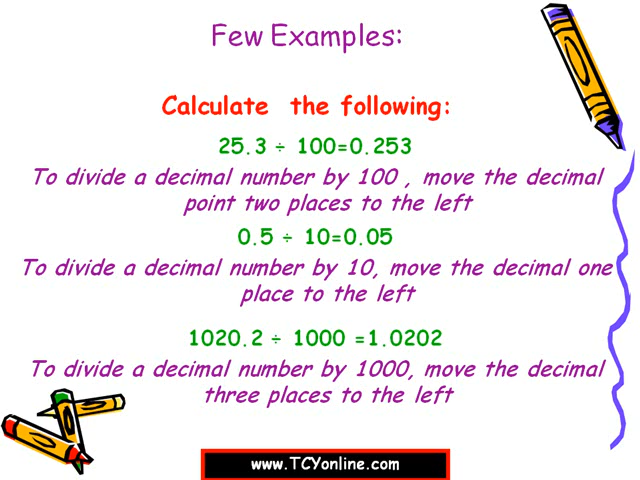 Few Examples:
Calculate the following:
25.3 ÷ 100=0.253
To divide a decimal number by 100 , move the decimal
point two places to the left
0.5 ÷ 10=0.05
To divide a decimal number by 10, move the decimal one
place to the left
1020.2 ÷ 1000 =1.0202
To divide a decimal number by 1000, move the decimal
three places to the left
www.TCYonline.com